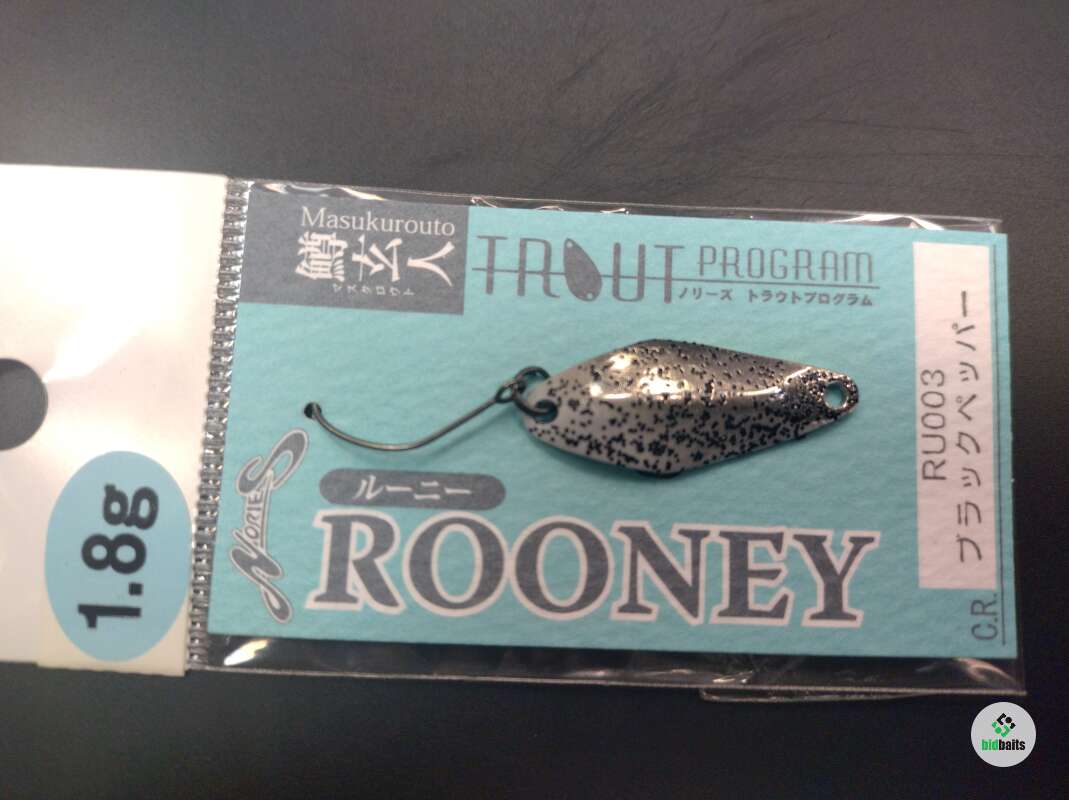 Masukurouto
鱒玄人
マスクロウト
TROUT PROGRAM
ノリーズ トラウトプログラム
RU003
ブラックペッパー
C.R.
NORIES
ルーニー
ROONEY
1.8g
bidbaits